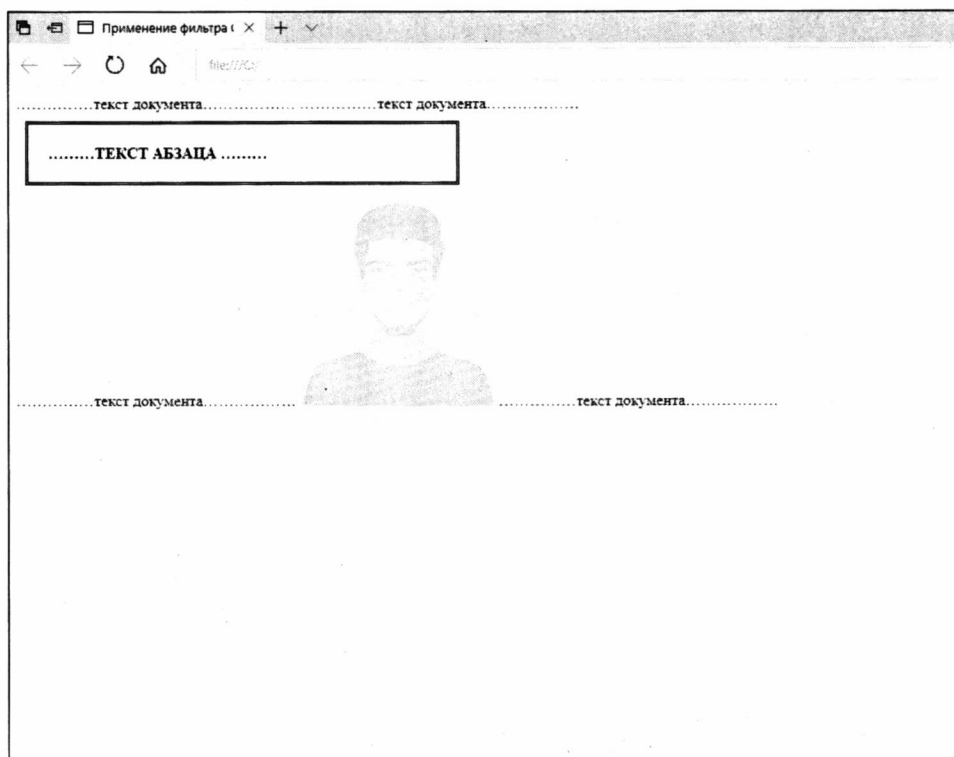 Применение фильтра
file:///C:/
...............текст документа.................. ...............текст документа..................
.........ТЕКСТ АБЗАЦА .........
...............текст документа.................. ...............текст документа..................